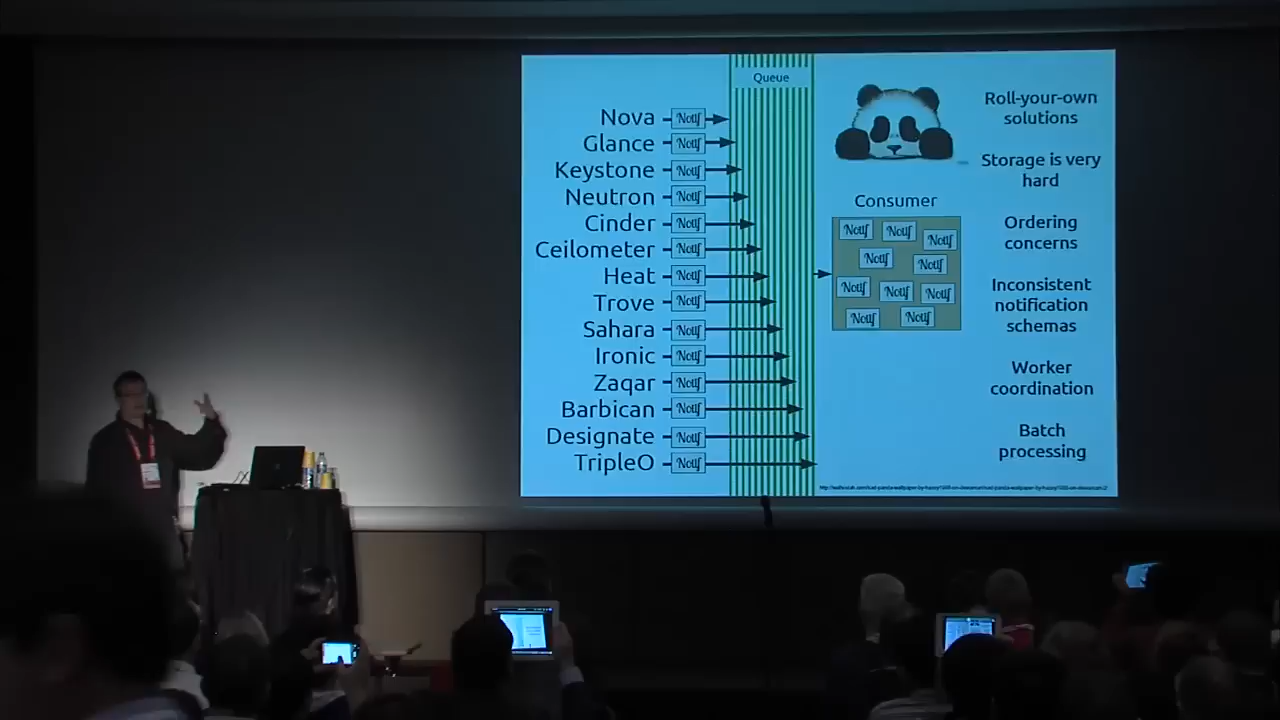 Queue
Nova Notif
Glance Notif
Keystone Notif
Neutron Notif
Cinder Notif
Ceilometer Notif
Heat Notif
Trove Notif
Sahara Notif
Ironic Notif
Zaqar Notif
Barbican Notif
Designate Notif
TripleO Notif
Consumer
Notif Notif Notif
Notif Notif
Notif Notif Notif
Notif Notif
Roll-your-own
solutions
Storage is very
hard
Ordering
concerns
Inconsistent
notification
schemas
Worker
coordination
Batch
processing